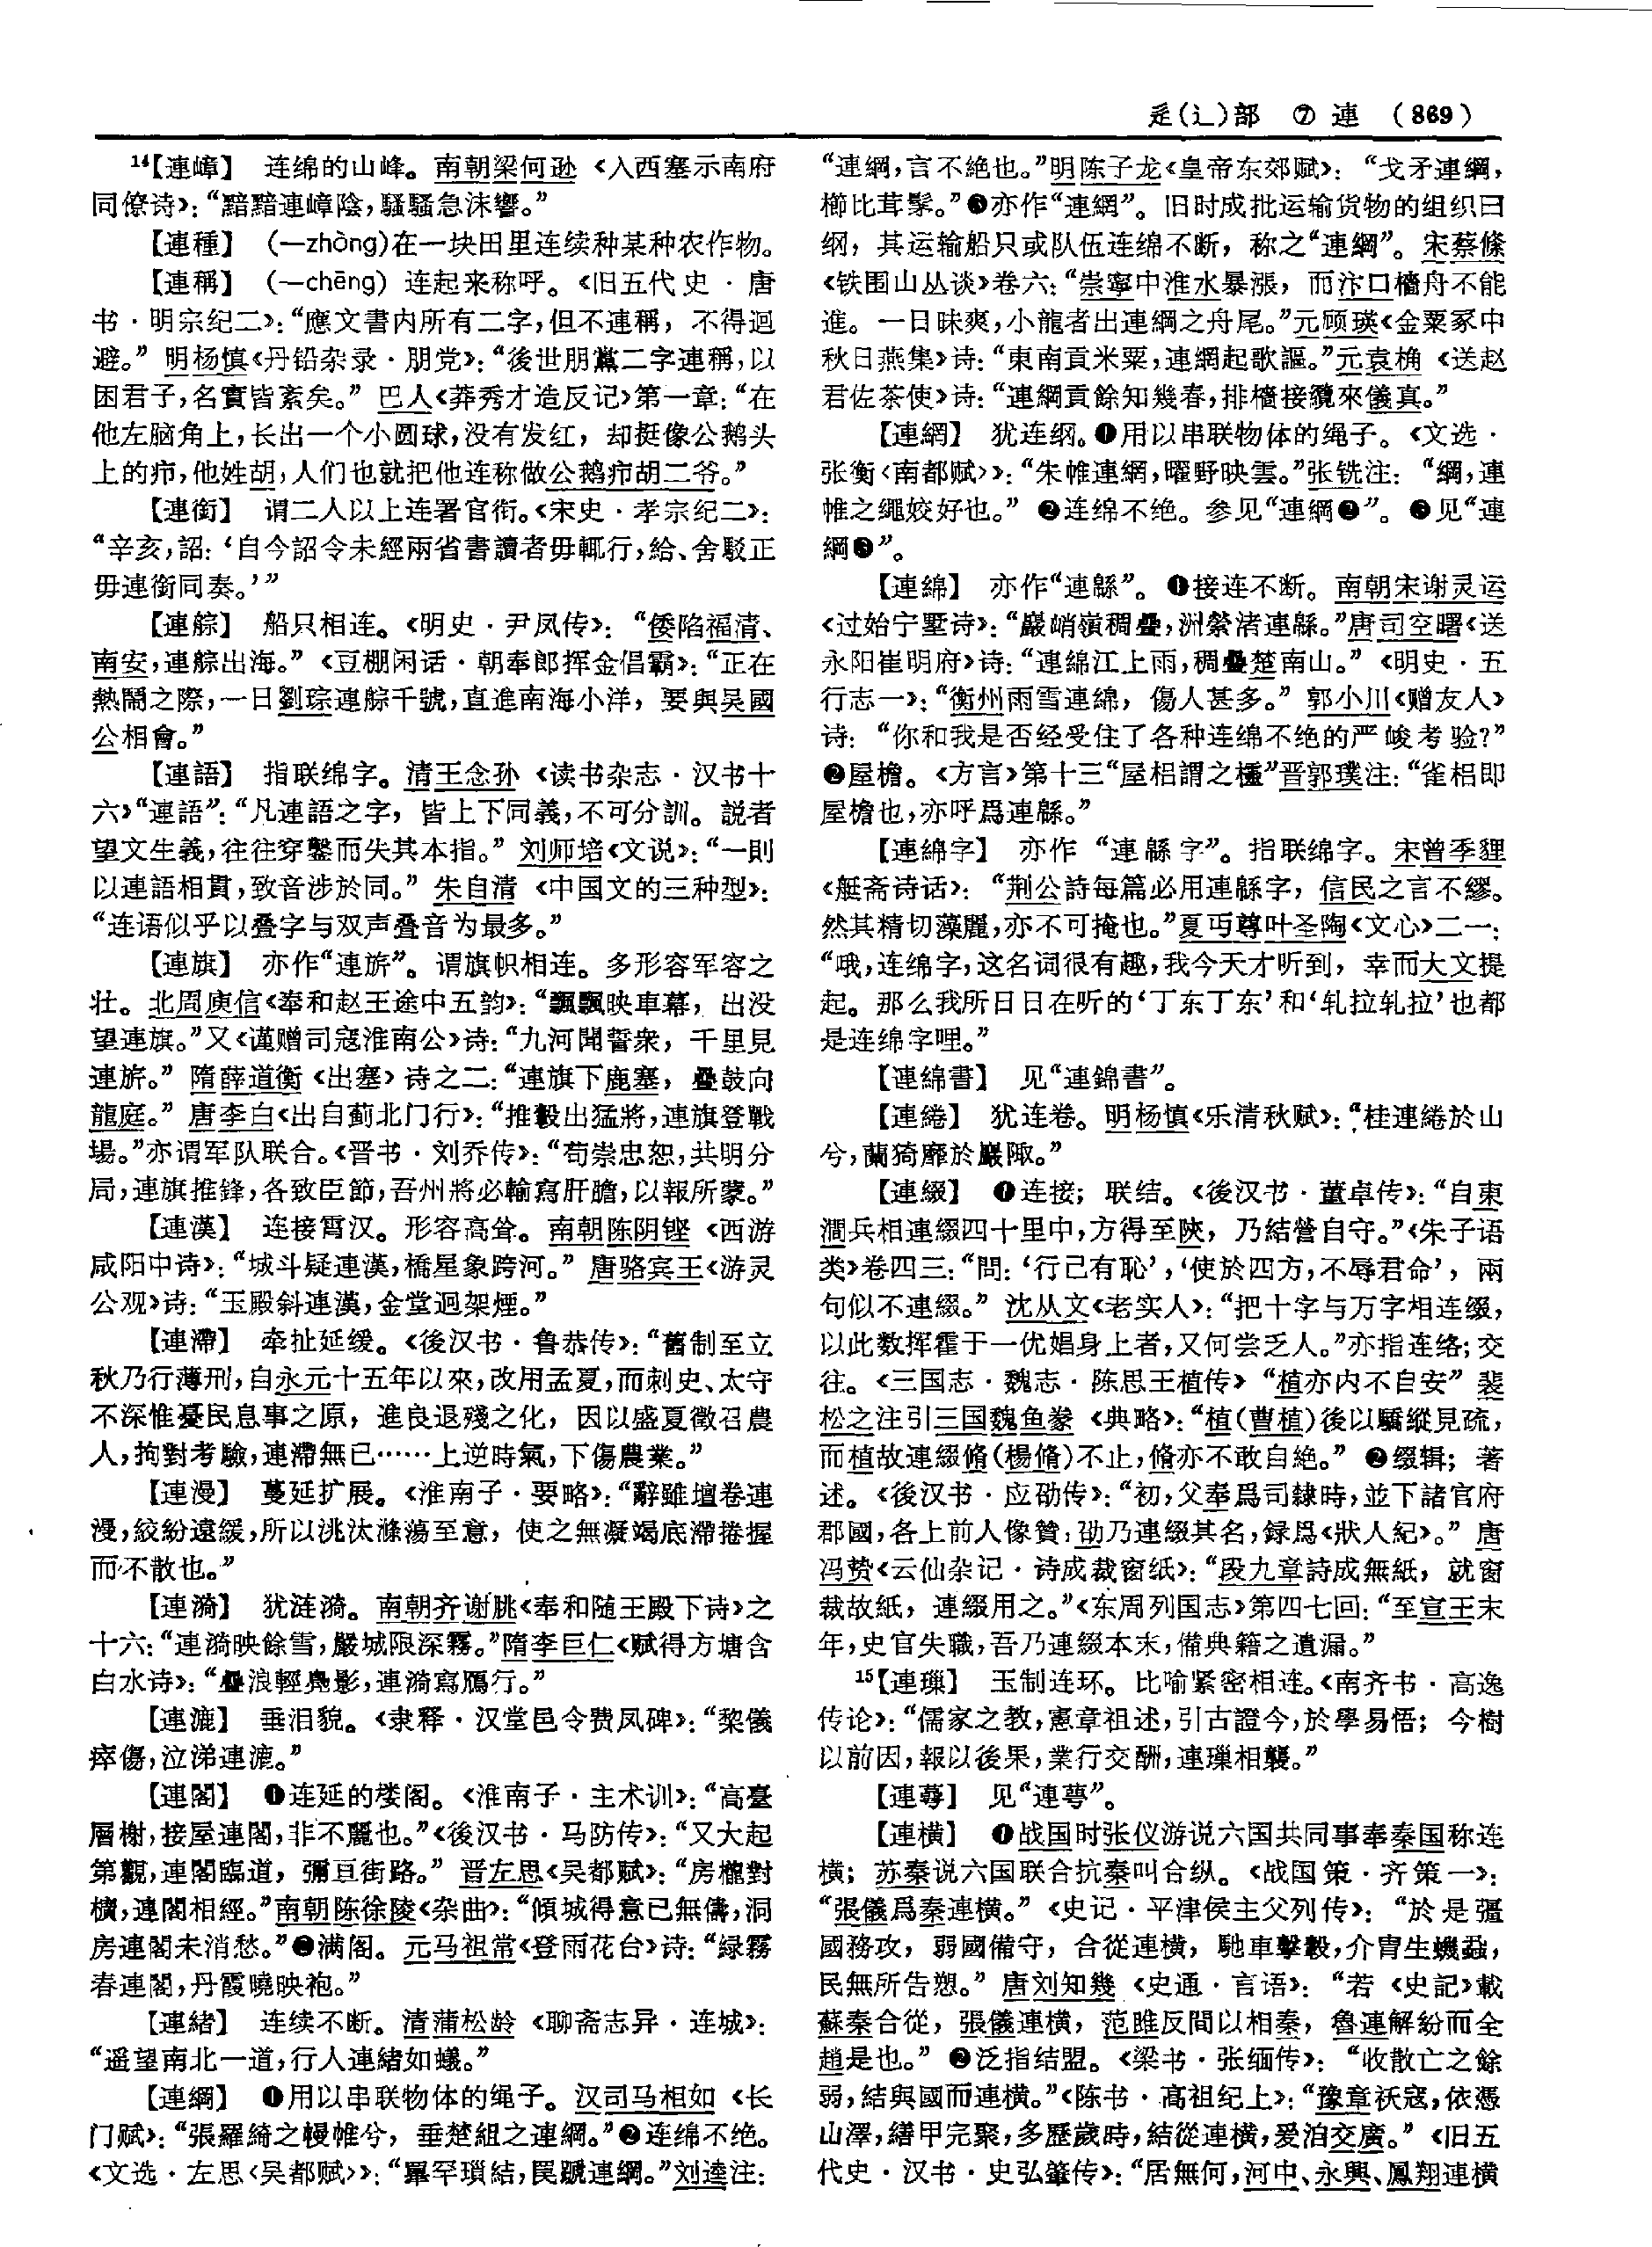 辵(辶)部 ⑦ 連 (869)
¹⁴【連嶂】 连绵的山峰。南朝梁何逊《入西塞示南府
同僚诗》：“黯黯連嶂陰，騷騷急沫響。”
【連種】 (—zhòng)在一块田里连续种某种农作物。
【連稱】 (—chēng) 连起来称呼。《旧五代史·唐
书·明宗纪二》：“應文書内所有二字，但不連稱，不得迴
避。” 明杨慎《丹铅杂录·朋党》：“後世朋黨二字連稱，以
困君子，名實皆紊矣。” 巴人《莽秀才造反记》第一章：“在
他左脑角上，长出一个小圆球，没有发红，却挺像公鹅头
上的疖，他姓胡，人们也就把他连称做公鹅疖胡二爷。”
【連銜】 谓二人以上连署官衔。《宋史·孝宗纪二》：
“辛亥，詔：‘自今詔令未經兩省書讀者毋輒行，給、舍駁正
毋連銜同奏。’”
【連䑸】 船只相连。《明史·尹凤传》：“倭陷福清、
南安，連䑸出海。”《豆棚闲话·朝奉郎挥金倡霸》：“正在
熱鬧之際，一日劉琮連䑸千號，直進南海小洋，要與吴國
公相會。”
【連語】 指联绵字。清王念孙《读书杂志·汉书十
六》“連語”：“凡連語之字，皆上下同義，不可分訓。説者
望文生義，往往穿鑿而失其本指。” 刘师培《文说》：“一則
以連語相貫，致音涉於同。” 朱自清《中国文的三种型》：
“连语似乎以叠字与双声叠音为最多。”
【連旗】 亦作“連旂”。谓旗帜相连。多形容军容之
壮。北周庾信《奉和赵王途中五韵》：“飄飄映車幕，出没
望連旗。”又《谨赠司寇淮南公》诗：“九河聞誓衆，千里見
連旂。” 隋薛道衡《出塞》诗之二：“連旗下鹿塞，疊鼓向
龍庭。” 唐李白《出自蓟北门行》：“推轂出猛將，連旗登戰
場。”亦谓军队联合。《晋书·刘乔传》：“苟崇忠恕，共明分
局，連旗推锋，各致臣節，吾州將必輸寫肝膽，以報所蒙。”
【連漢】 连接霄汉。形容高耸。南朝陈阴铿《西游
咸阳中诗》：“城斗疑連漢，橋星象跨河。” 唐骆宾王《游灵
公观》诗：“玉殿斜連漢，金堂迥架煙。”
【連滯】 牵扯延缓。《後汉书·鲁恭传》：“舊制至立
秋乃行薄刑，自永元十五年以來，改用孟夏，而刺史、太守
不深惟憂民息事之原，進良退殘之化，因以盛夏徵召農
人，拘對考驗，連滯無已……上逆時氣，下傷農業。”
【連漫】 蔓延扩展。《淮南子·要略》：“辭雖壇卷連
漫，絞紛遠緩，所以洮汰滌蕩至意，使之無凝竭底滯捲握
而不散也。”
【連漪】 犹涟漪。南朝齐谢朓《奉和随王殿下诗》之
十六：“連漪映餘雪，嚴城限深霧。”隋李巨仁《赋得方塘含
白水诗》：“疊浪輕鳧影，連漪寫鴈行。”
【連漉】 垂泪貌。《隶释·汉堂邑令费凤碑》：“黎儀
瘁傷，泣涕連漉。”
【連閣】 ❶连延的楼阁。《淮南子·主术训》：“高臺
層榭，接屋連閣，非不麗也。”《後汉书·马防传》：“又大起
第觀，連閣臨道，彌亘街路。” 晋左思《吴都赋》：“房櫳對
櫎，連閣相經。”南朝陈徐陵《杂曲》：“傾城得意已無儔，洞
房連閣未消愁。”❷满阁。元马祖常《登雨花台》诗：“緑霧
春連閣，丹霞曉映袍。”
【連緒】 连续不断。清蒲松龄《聊斋志异·连城》：
“遥望南北一道，行人連緒如蟻。”
【連綱】 ❶用以串联物体的绳子。汉司马相如《长
门赋》：“張羅綺之幔帷兮，垂楚組之連綱。”❷连绵不绝。
《文选·左思〈吴都赋〉》：“罼罕瑣結，罠蹏連綱。”刘逵注：
“連綱，言不絶也。”明陈子龙《皇帝东郊赋》：“戈矛連綱，
櫛比茸髹。”❸亦作“連網”。旧时成批运输货物的组织曰
纲，其运输船只或队伍连绵不断，称之“連綱”。宋蔡絛
《铁围山丛谈》卷六：“崇寧中淮水暴漲，而汴口檣舟不能
進。一日昧爽，小龍者出連綱之舟尾。”元顾瑛《金粟冢中
秋日燕集》诗：“東南貢米粟，連網起歌謳。”元袁桷《送赵
君佐茶使》诗：“連綱貢餘知幾春，排檣接纜來儀真。”
【連網】 犹连纲。❶用以串联物体的绳子。《文选·
张衡〈南都赋〉》：“朱帷連網，曜野映雲。”张铣注：“網，連
帷之繩姣好也。” ❷连绵不绝。参见“連綱❷”。❸见“連
綱❸”。
【連綿】 亦作“連緜”。❶接连不断。南朝宋谢灵运
《过始宁墅诗》：“巖峭嶺稠疊，洲縈渚連緜。”唐司空曙《送
永阳崔明府》诗：“連綿江上雨，稠疊楚南山。”《明史·五
行志一》：“衡州雨雪連綿，傷人甚多。” 郭小川《赠友人》
诗：“你和我是否经受住了各种连绵不绝的严峻考验？”
❷屋檐。《方言》第十三“屋梠謂之櫺”晋郭璞注：“雀梠即
屋檐也，亦呼爲連緜。”
【連綿字】 亦作“連緜字”。指联绵字。宋曾季貍
《艇斋诗话》：“荆公詩每篇必用連緜字，信民之言不繆。
然其精切藻麗，亦不可掩也。”夏丏尊叶圣陶《文心》二一：
“哦，连绵字，这名词很有趣，我今天才听到，幸而大文提
起。那么我所日日在听的‘丁东丁东’和‘轧拉轧拉’也都
是连绵字哩。”
【連綿書】 见“連錦書”。
【連綣】 犹连卷。明杨慎《乐清秋赋》：“桂連綣於山
兮，蘭猗靡於巖陬。”
【連綴】 ❶连接；联结。《後汉书·董卓传》：“自東
澗兵相連綴四十里中，方得至陝，乃結營自守。”《朱子语
类》卷四三：“問：‘行己有恥’，‘使於四方，不辱君命’，兩
句似不連綴。” 沈从文《老实人》：“把十字与万字相连缀，
以此数挥霍于一优娼身上者，又何尝乏人。”亦指连络；交
往。《三国志·魏志·陈思王植传》“植亦内不自安” 裴
松之注引三国魏鱼豢《典略》：“植(曹植)後以驕縱見疏，
而植故連綴脩(楊脩)不止，脩亦不敢自絶。” ❷缀辑；著
述。《後汉书·应劭传》：“初，父奉爲司隸時，並下諸官府
郡國，各上前人像贊，劭乃連綴其名，録爲《狀人紀》。” 唐
冯贽《云仙杂记·诗成裁窗纸》：“段九章詩成無紙，就窗
裁故紙，連綴用之。”《东周列国志》第四七回：“至宣王末
年，史官失職，吾乃連綴本末，備典籍之遺漏。”
¹⁵【連璅】 玉制连环。比喻紧密相连。《南齐书·高逸
传论》：“儒家之教，憲章祖述，引古證今，於學易悟；今樹
以前因，報以後果，業行交酬，連璅相襲。”
【連蕚】 见“連萼”。
【連横】 ❶战国时张仪游说六国共同事奉秦国称连
横；苏秦说六国联合抗秦叫合纵。《战国策·齐策一》：
“張儀爲秦連横。”《史记·平津侯主父列传》：“於是彊
國務攻，弱國備守，合從連横，馳車擊轂，介胄生蟣蝨，
民無所告愬。” 唐刘知幾《史通·言语》：“若《史記》載
蘇秦合從，張儀連横，范雎反間以相秦，魯連解紛而全
趙是也。” ❷泛指结盟。《梁书·张缅传》：“收散亡之餘
弱，結與國而連横。”《陈书·高祖纪上》：“豫章祅寇，依憑
山澤，繕甲完聚，多歷歲時，結從連横，爰泊交廣。”《旧五
代史·汉书·史弘肇传》：“居無何，河中、永興、鳳翔連横